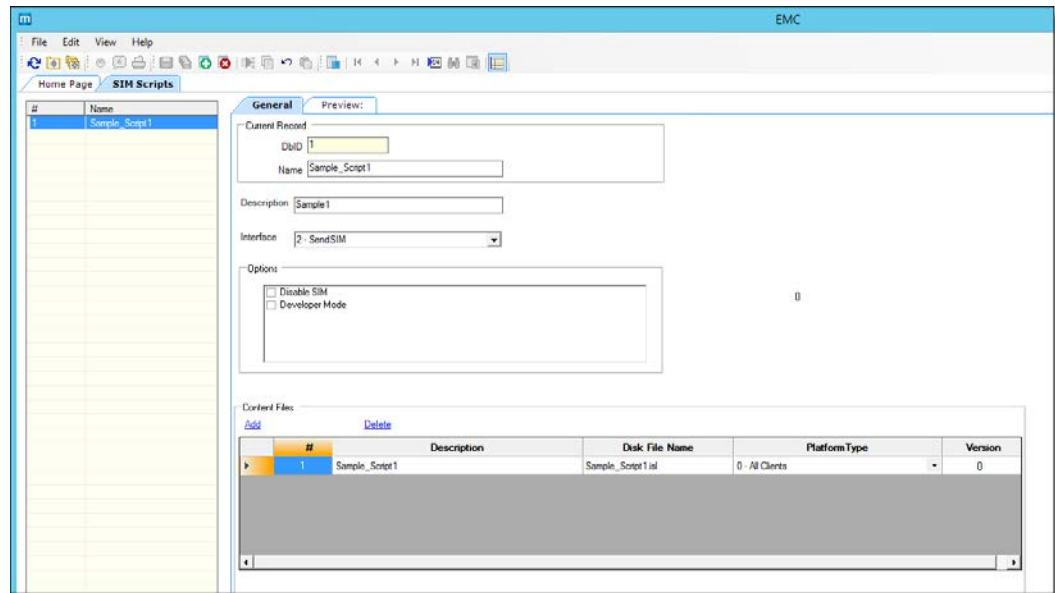 m
EMC
File Edit View Help
Home Page SIM Scripts
# Name
1 Sample_Script1
General Preview:
Current Record
DbID 1
Name Sample_Script1
Description Sample1
Interface 2 - SendSIM
Options
Disable SIM
Developer Mode
0
Content Files
Add Delete
# Description Disk File Name PlatformType Version
1 Sample_Script1 Sample_Script1.isl 0 - All Clients 0